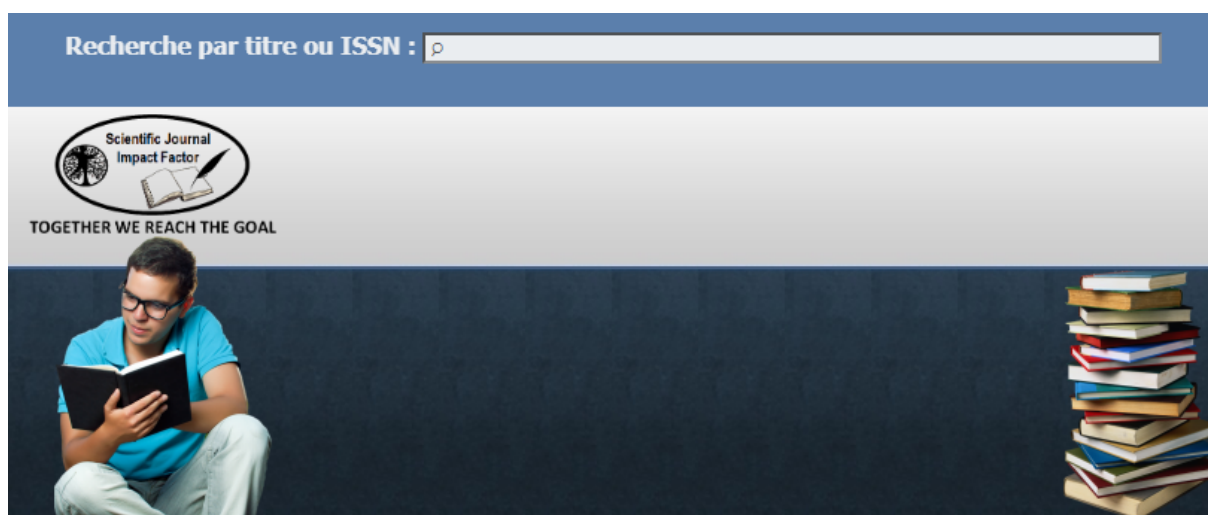 Recherche par titre ou ISSN :
Scientific Journal
Impact Factor
TOGETHER WE REACH THE GOAL